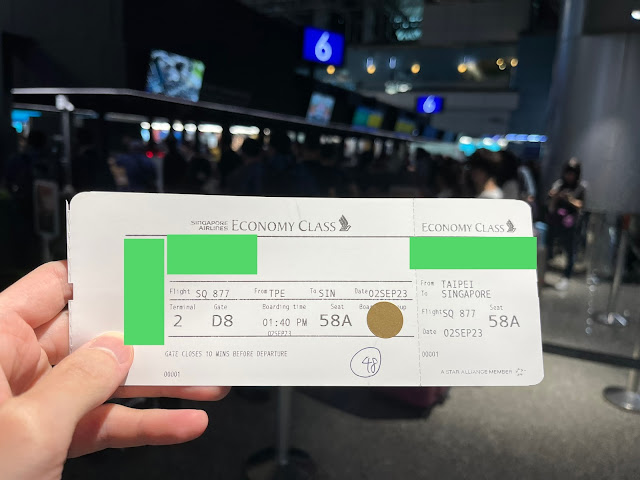 6
6
SINGAPORE AIRLINES ECONOMY CLASS
ECONOMY CLASS
Flight SQ 877 From TPE To SIN Date 02SEP23
Terminal Gate Boarding time Seat
2 D8 01:40 PM 58A
02SEP23
GATE CLOSES 10 MINS BEFORE DEPARTURE
00001
48
From TAIPEI
To SINGAPORE
Flight SQ 877 Seat
58A
Date 02SEP23
00001
A STAR ALLIANCE MEMBER